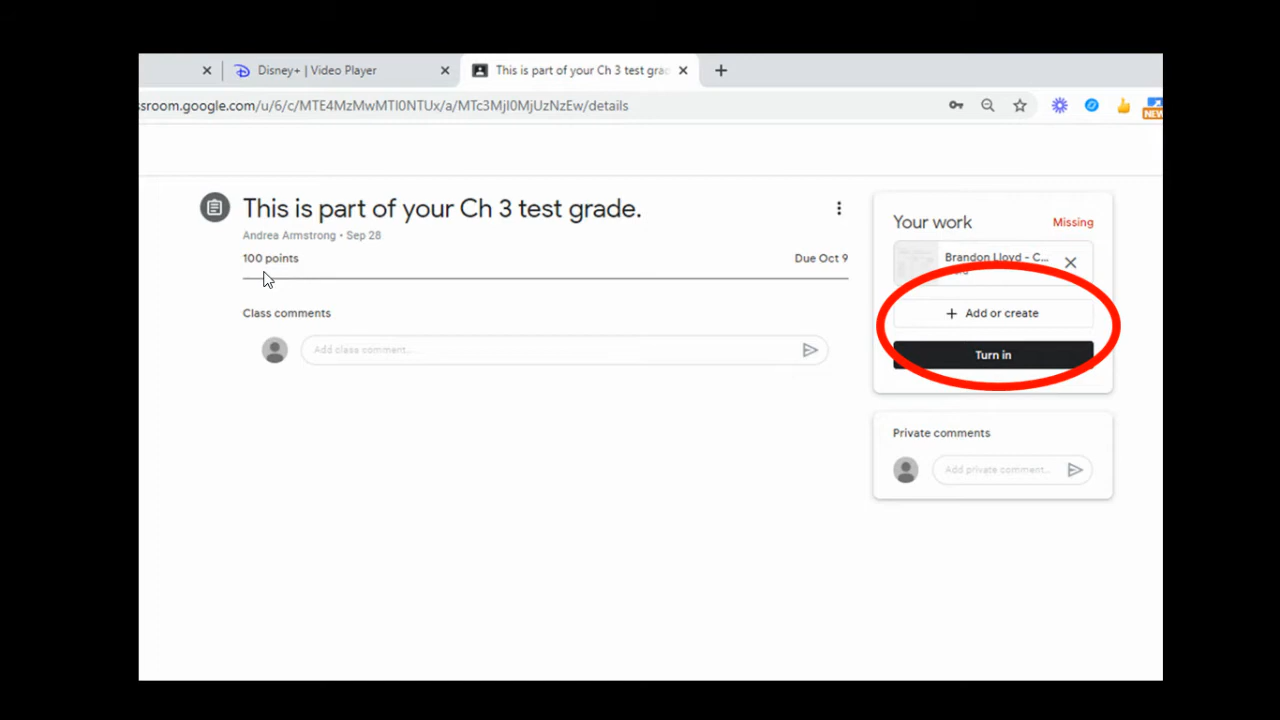 Disney+ | Video Player
This is part of your Ch 3 test grad
sroom.google.com/u/6/c/MTE4MzMwMTI0NTUx/a/MTc3MjI0MjUzNzEw/details
NEW
This is part of your Ch 3 test grade.
Andrea Armstrong • Sep 28
100 points
Due Oct 9
Class comments
Add class comment...
Your work
Missing
Brandon Lloyd - C...
+ Add or create
Turn in
Private comments
Add private comment...